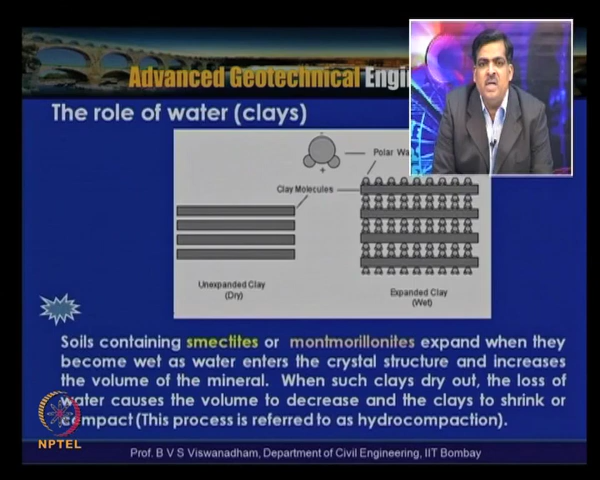 Advanced Geotechnical Engi
The role of water (clays)
Polar Wa
Clay Molecules
-
+
Unexpanded Clay
(Dry)
Expanded Clay
(Wet)
Soils containing smectites or montmorillonites expand when they
become wet as water enters the crystal structure and increases
the volume of the mineral. When such clays dry out, the loss of
water causes the volume to decrease and the clays to shrink or
compact (This process is referred to as hydrocompaction).
NPTEL
Prof. B V S Viswanadham, Department of Civil Engineering, IIT Bombay